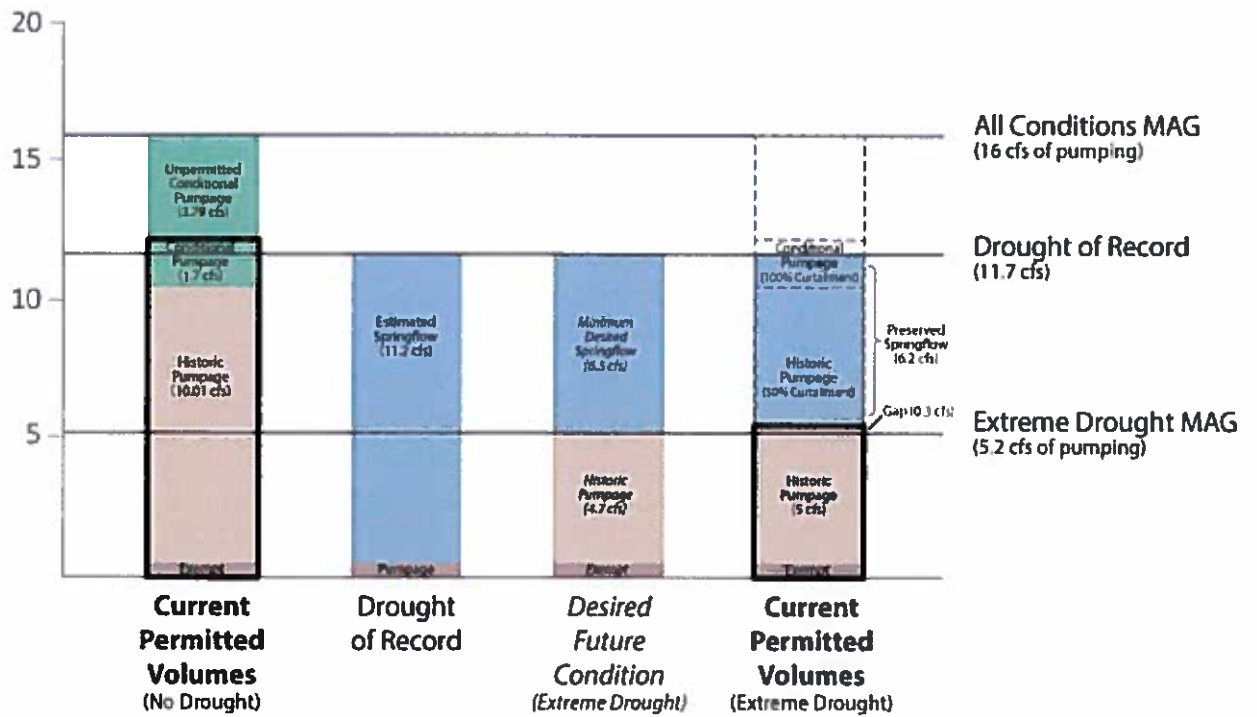 20
15
10
5
All Conditions MAG
(16 cfs of pumping)
Drought of Record
(11.7 cfs)
Extreme Drought MAG
(5.2 cfs of pumping)
Unpermitted
Conditional
Pumpage
(3.79 cfs)
Conditional
Pumpage
(1.7 cfs)
Historic
Pumpage
(10.01 cfs)
Exempt
Estimated
Springflow
(11.2 cfs)
Pumpage
Minimum
Desired
Springflow
(6.5 cfs)
Historic
Pumpage
(4.7 cfs)
Exempt
Conditional
Pumpage
(100% Curtailment)
Historic
Pumpage
(50% Curtailment)
Preserved
Springflow
(6.2 cfs)
Gap (0.3 cfs)
Historic
Pumpage
(5 cfs)
Exempt
Current
Permitted
Volumes
(No Drought)
Drought
of Record
Desired
Future
Condition
(Extreme Drought)
Current
Permitted
Volumes
(Extreme Drought)